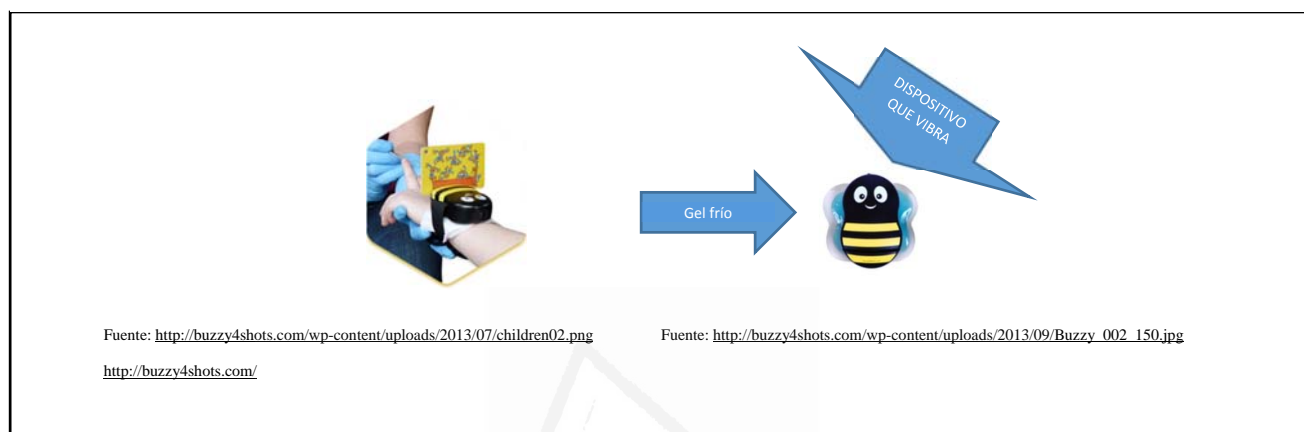 DISPOSITIVO
QUE VIBRA
Gel frío
Fuente: http://buzzy4shots.com/wp-content/uploads/2013/07/children02.png
Fuente: http://buzzy4shots.com/wp-content/uploads/2013/09/Buzzy_002_150.jpg
http://buzzy4shots.com/